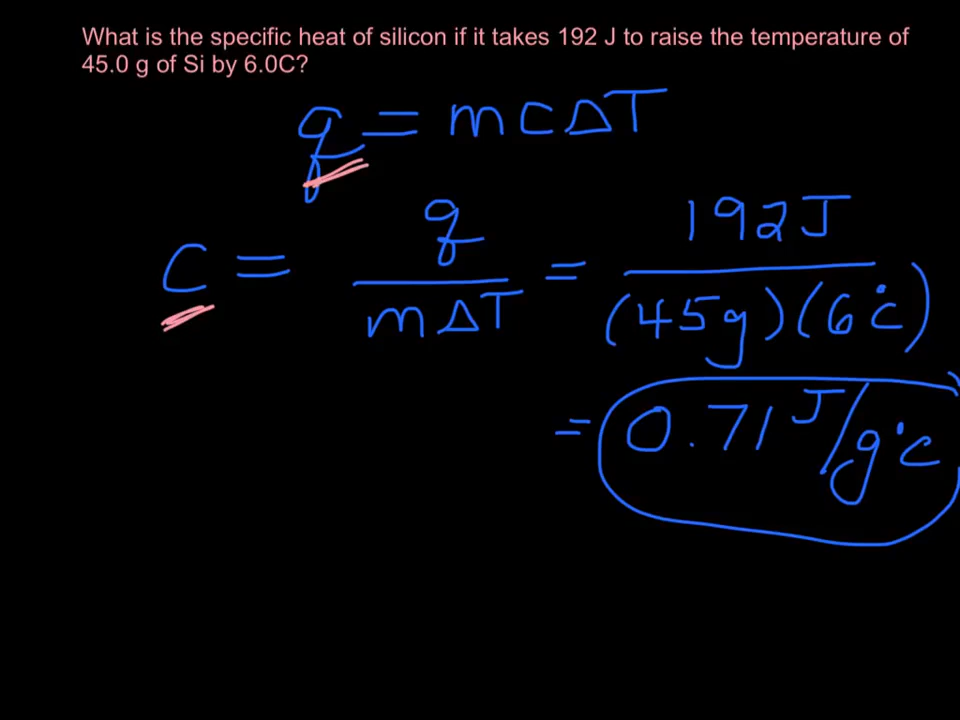 What is the specific heat of silicon if it takes 192 J to raise the temperature of
45.0 g of Si by 6.0C?
q = mcΔT
c = q / mΔT = 192J / (45g)(6°c)
= 0.71 J/g°c